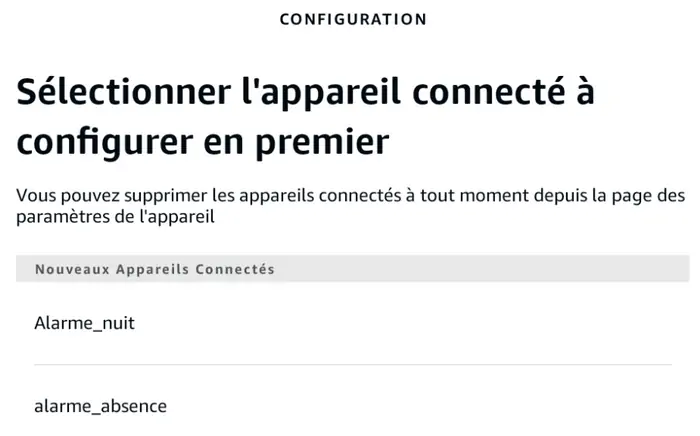 CONFIGURATION
Sélectionner l'appareil connecté à
configurer en premier
Vous pouvez supprimer les appareils connectés à tout moment depuis la page des
paramètres de l'appareil
Nouveaux Appareils Connectés
Alarme_nuit
alarme_absence